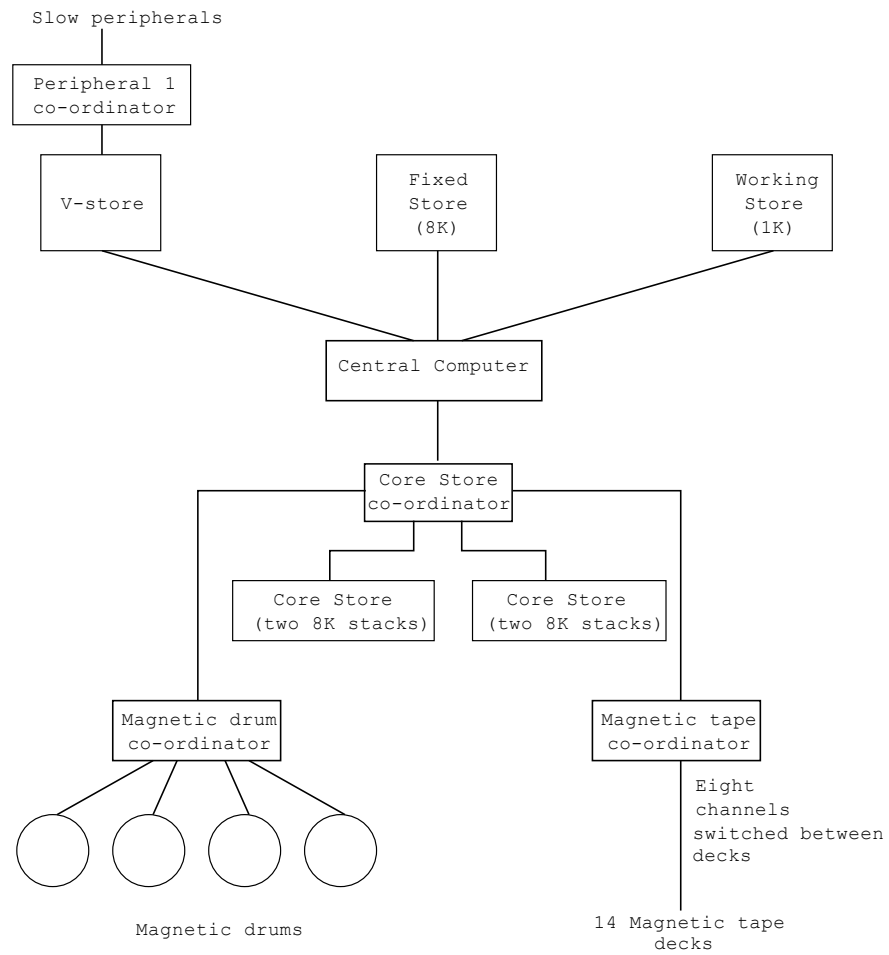 Slow peripherals
Peripheral 1
co-ordinator
V-store
Fixed
Store
(8K)
Working
Store
(1K)
Central Computer
Core Store
co-ordinator
Core Store
(two 8K stacks)
Core Store
(two 8K stacks)
Magnetic drum
co-ordinator
Magnetic tape
co-ordinator
Eight
channels
switched between
decks
Magnetic drums
14 Magnetic tape
decks